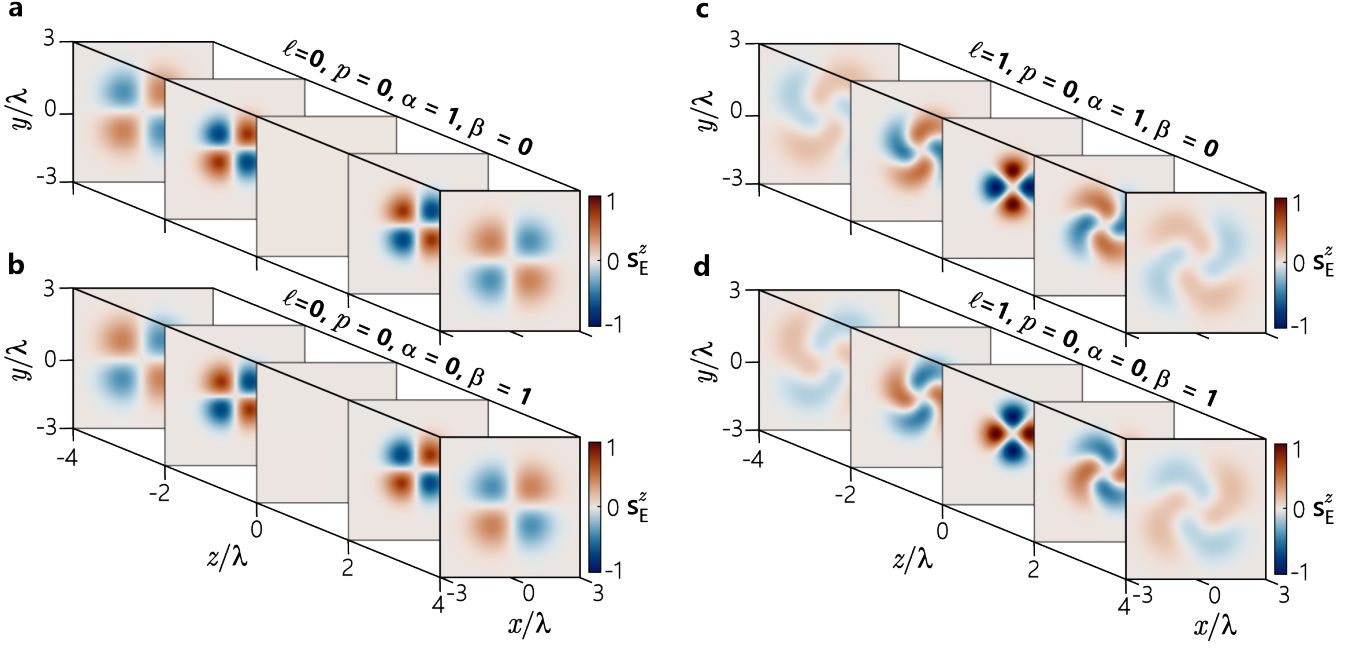 a
3
0
-3
y/λ
ℓ=0, p = 0, α = 1, β = 0
1
0
-1
s_E^z
b
3
0
-3
y/λ
ℓ=0, p = 0, α = 0, β = 1
1
0
-1
s_E^z
-4
-2
0
2
4
z/λ
-3
0
3
x/λ
c
3
0
-3
y/λ
ℓ=1, p = 0, α = 1, β = 0
1
0
-1
s_E^z
d
3
0
-3
y/λ
ℓ=1, p = 0, α = 0, β = 1
1
0
-1
s_E^z
-4
-2
0
2
4
z/λ
-3
0
3
x/λ